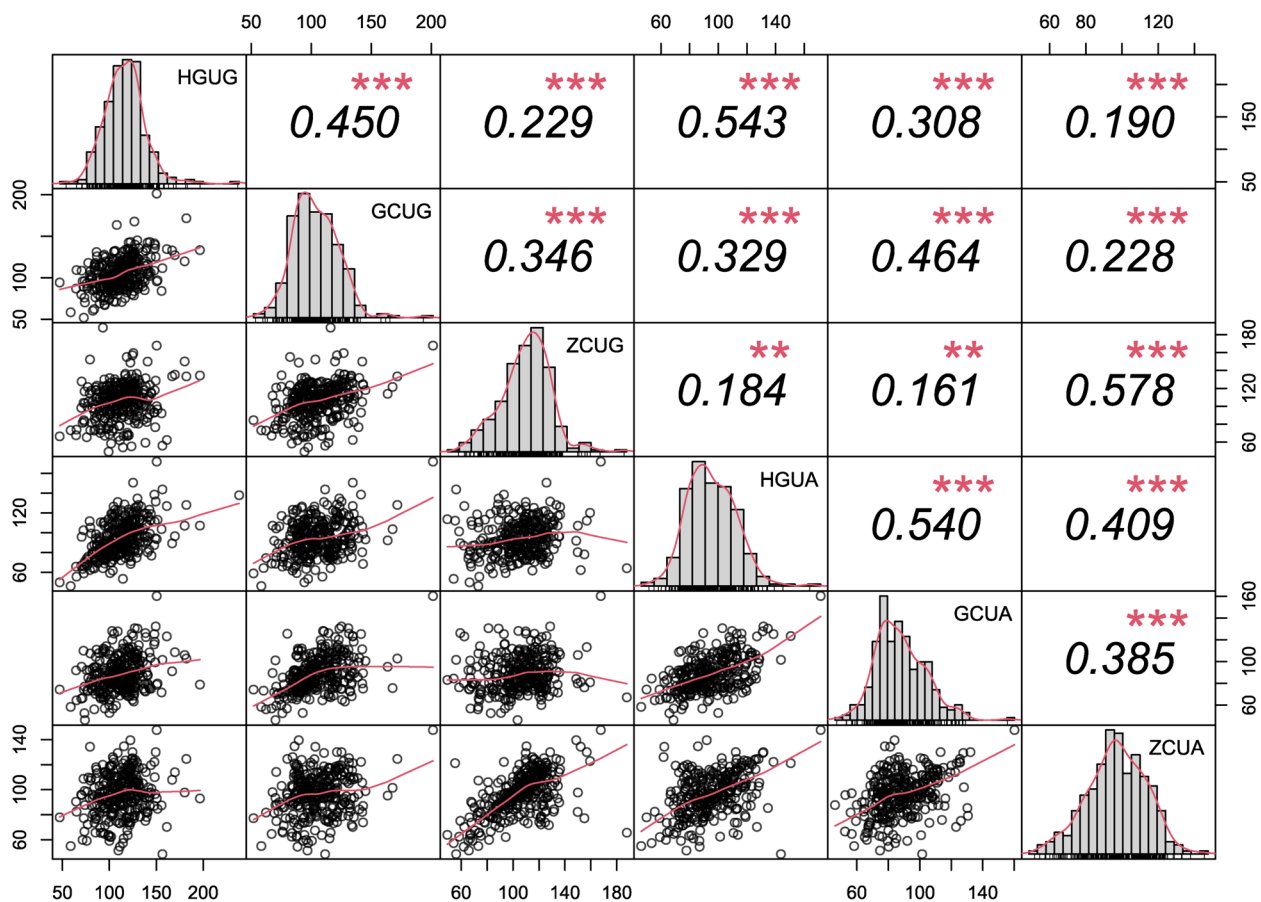 50 100 150 200 60 100 140 60 80 120
HGUG *** *** *** *** ***
0.450 0.229 0.543 0.308 0.190
50 150
GCUG *** *** *** ***
0.346 0.329 0.464 0.228
50 100 200
ZCUG ** ** ***
0.184 0.161 0.578
60 120 180
HGUA *** ***
0.540 0.409
60 120
GCUA ***
0.385
60 100 160
ZCUA
60 100 140
50 100 150 200 60 100 140 180 60 100 140